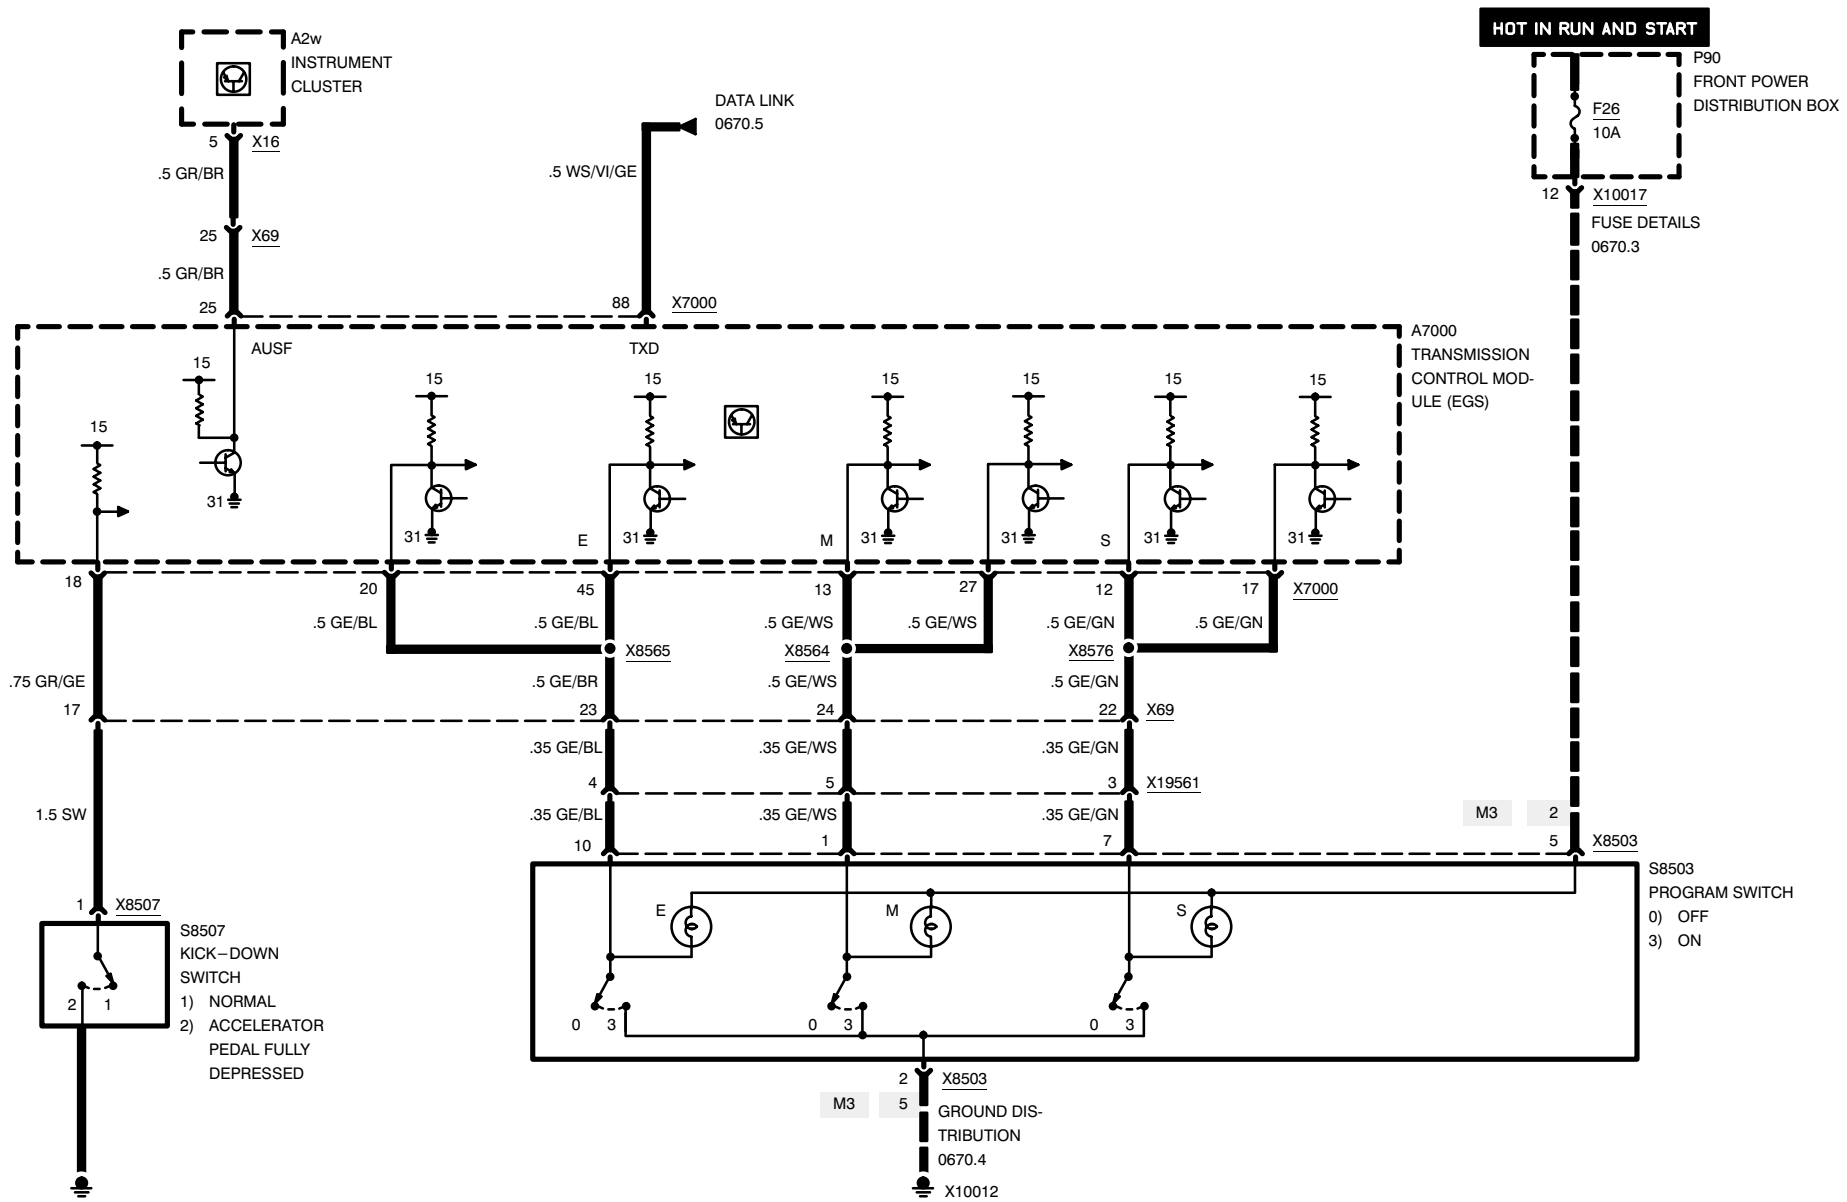 HOT IN RUN AND START
A2w
INSTRUMENT
CLUSTER
P90
FRONT POWER
DISTRIBUTION BOX
F26
10A
DATA LINK
0670.5
5 X16
.5 GR/BR
.5 WS/VI/GE
12 X10017
FUSE DETAILS
0670.3
25 X69
.5 GR/BR
25
88 X7000
A7000
TRANSMISSION
CONTROL MOD-
ULE (EGS)
AUSF
TXD
15
15
15
15
15
15
15
15
31
31
31
31
31
31
31
E
M
S
18
20
45
13
27
12
17
X7000
.5 GE/BL
.5 GE/BL
.5 GE/WS
.5 GE/WS
.5 GE/GN
.5 GE/GN
X8565
X8564
X8576
.75 GR/GE
.5 GE/BR
.5 GE/WS
.5 GE/GN
17
23
24
22
X69
.35 GE/BL
.35 GE/WS
.35 GE/GN
4
5
3
X19561
1.5 SW
.35 GE/BL
.35 GE/WS
.35 GE/GN
M3 2
10
1
7
5
X8503
S8503
PROGRAM SWITCH
0) OFF
3) ON
1 X8507
S8507
KICK–DOWN
SWITCH
1) NORMAL
2) ACCELERATOR
PEDAL FULLY
DEPRESSED
2 1
E
M
S
0 3
0 3
0 3
2 X8503
M3 5
GROUND DIS-
TRIBUTION
0670.4
X10012